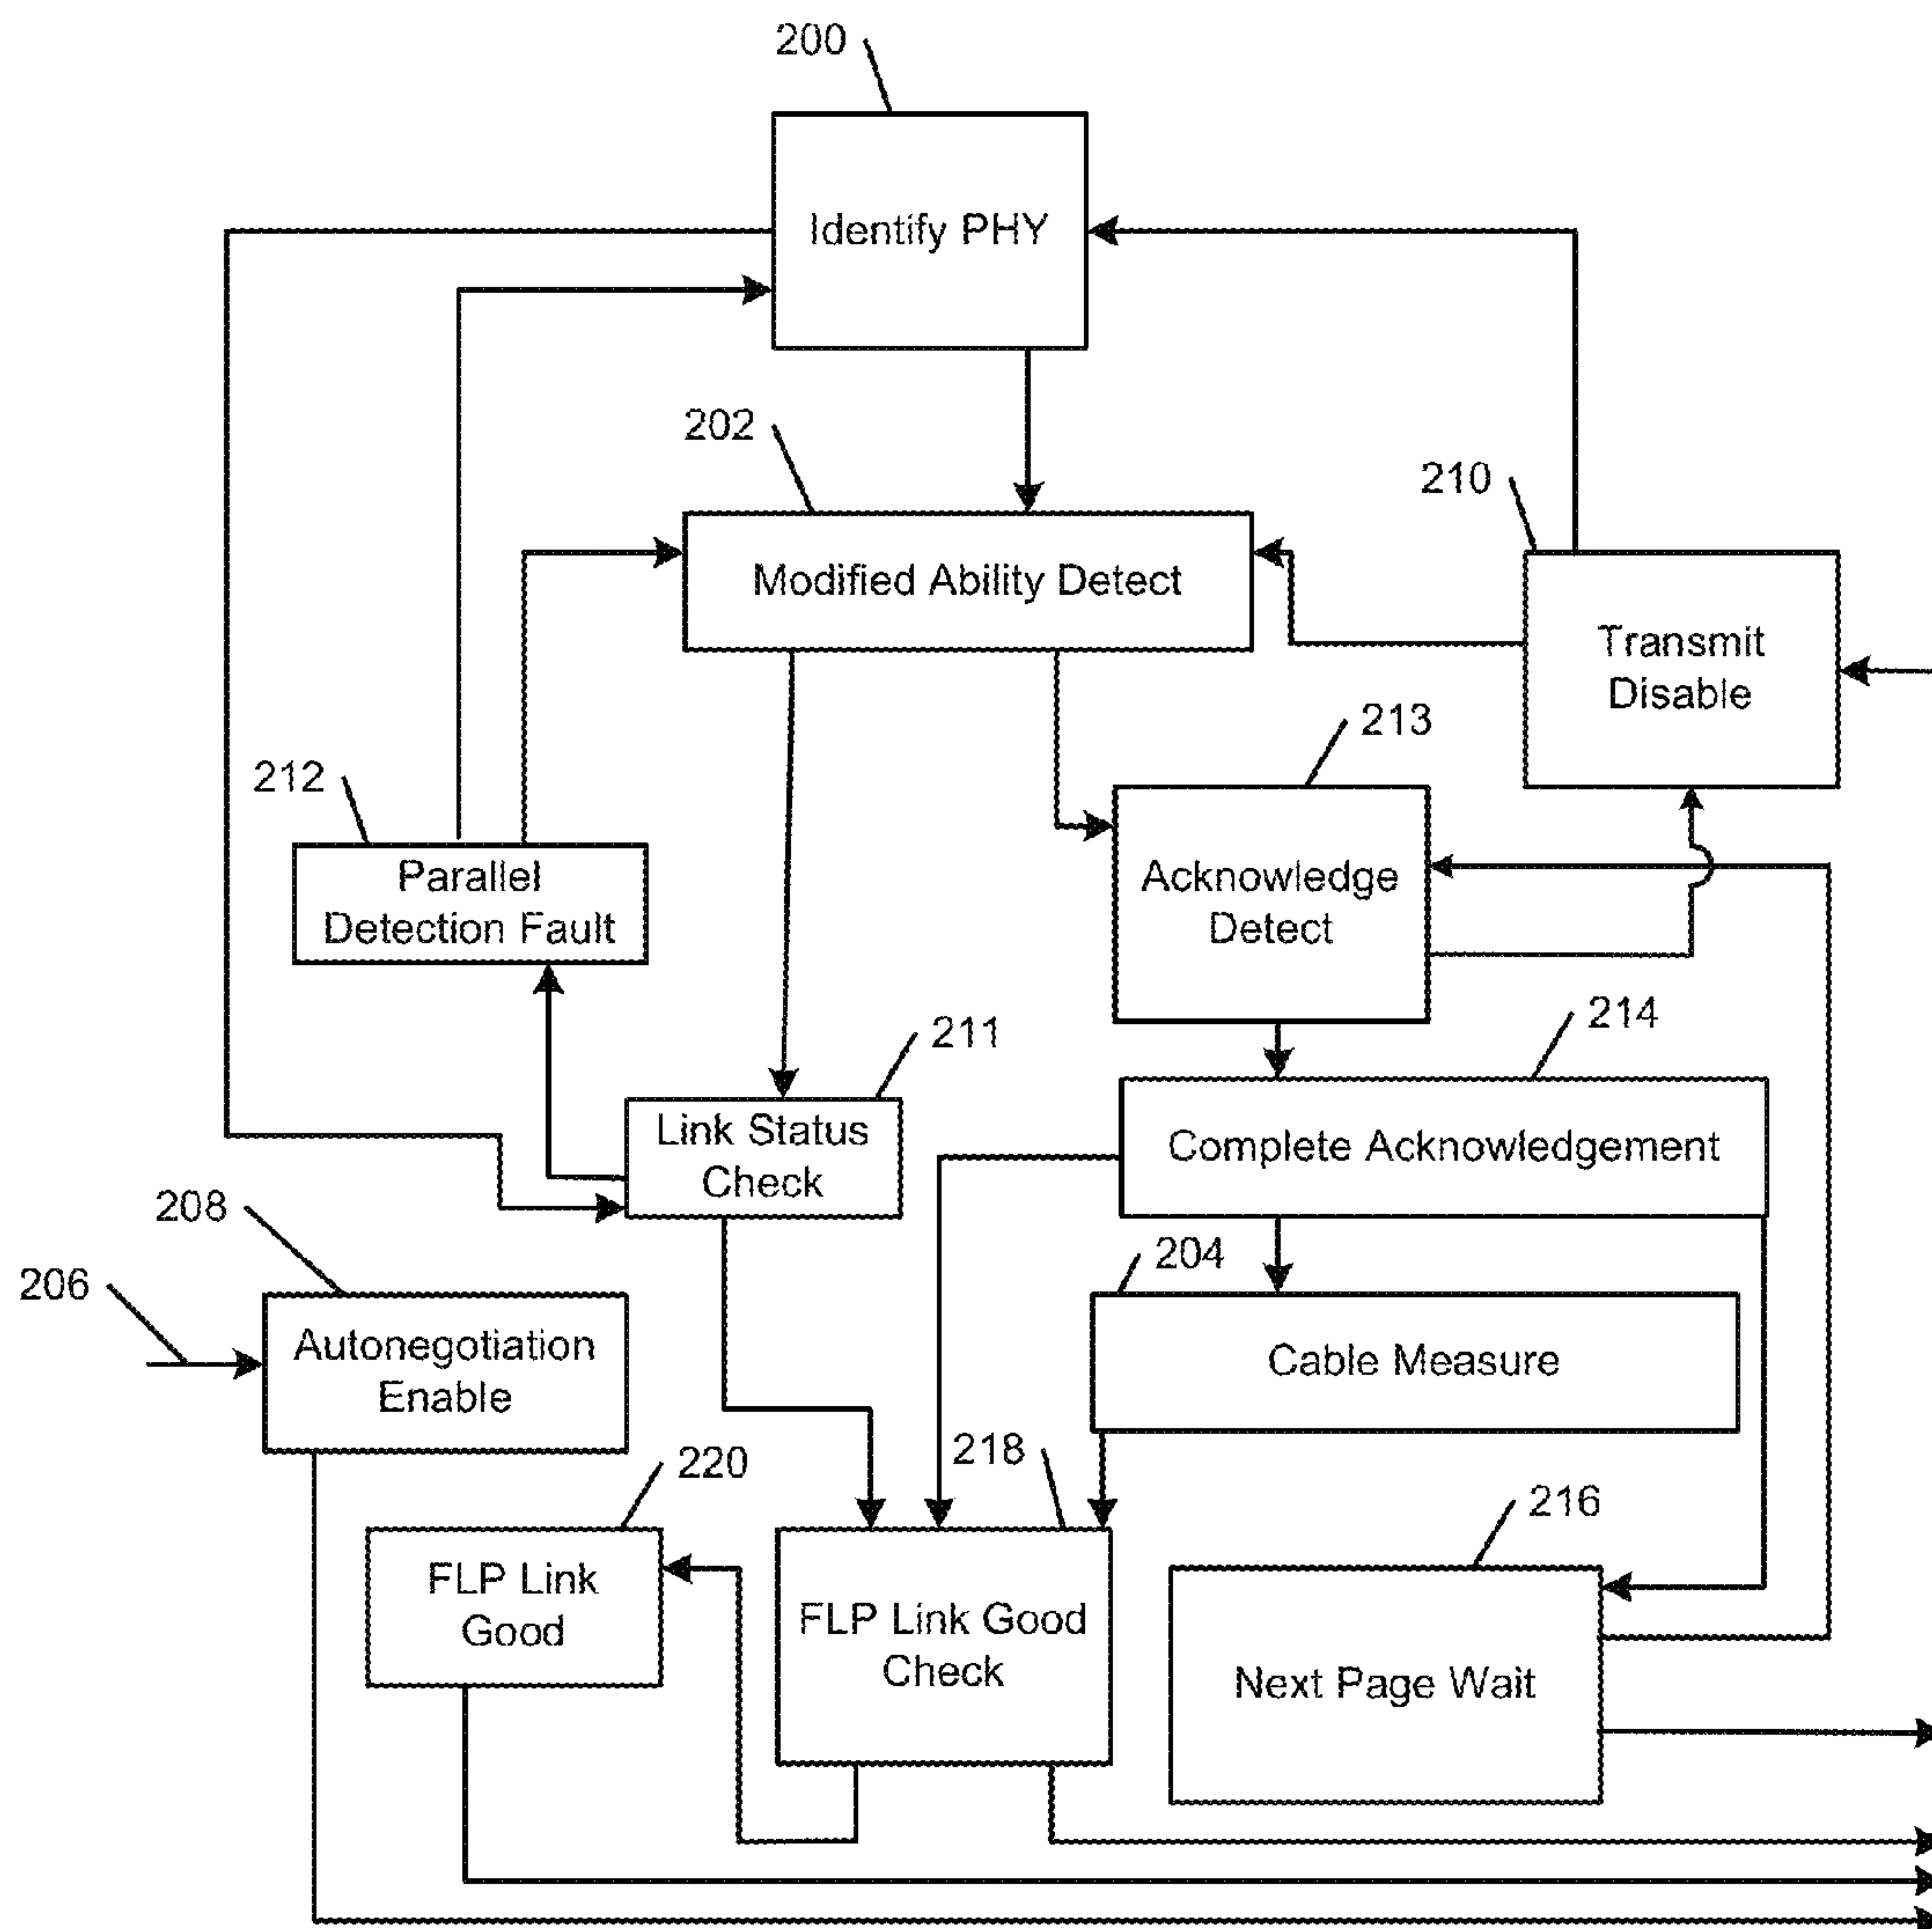 200
Identify PHY
202
Modified Ability Detect
210
Transmit
Disable
213
212
Parallel
Detection Fault
Acknowledge
Detect
214
211
Link Status
Check
Complete Acknowledgement
208
204
206
Autonegotiation
Enable
Cable Measure
218
220
216
FLP Link
Good
FLP Link Good
Check
Next Page Wait